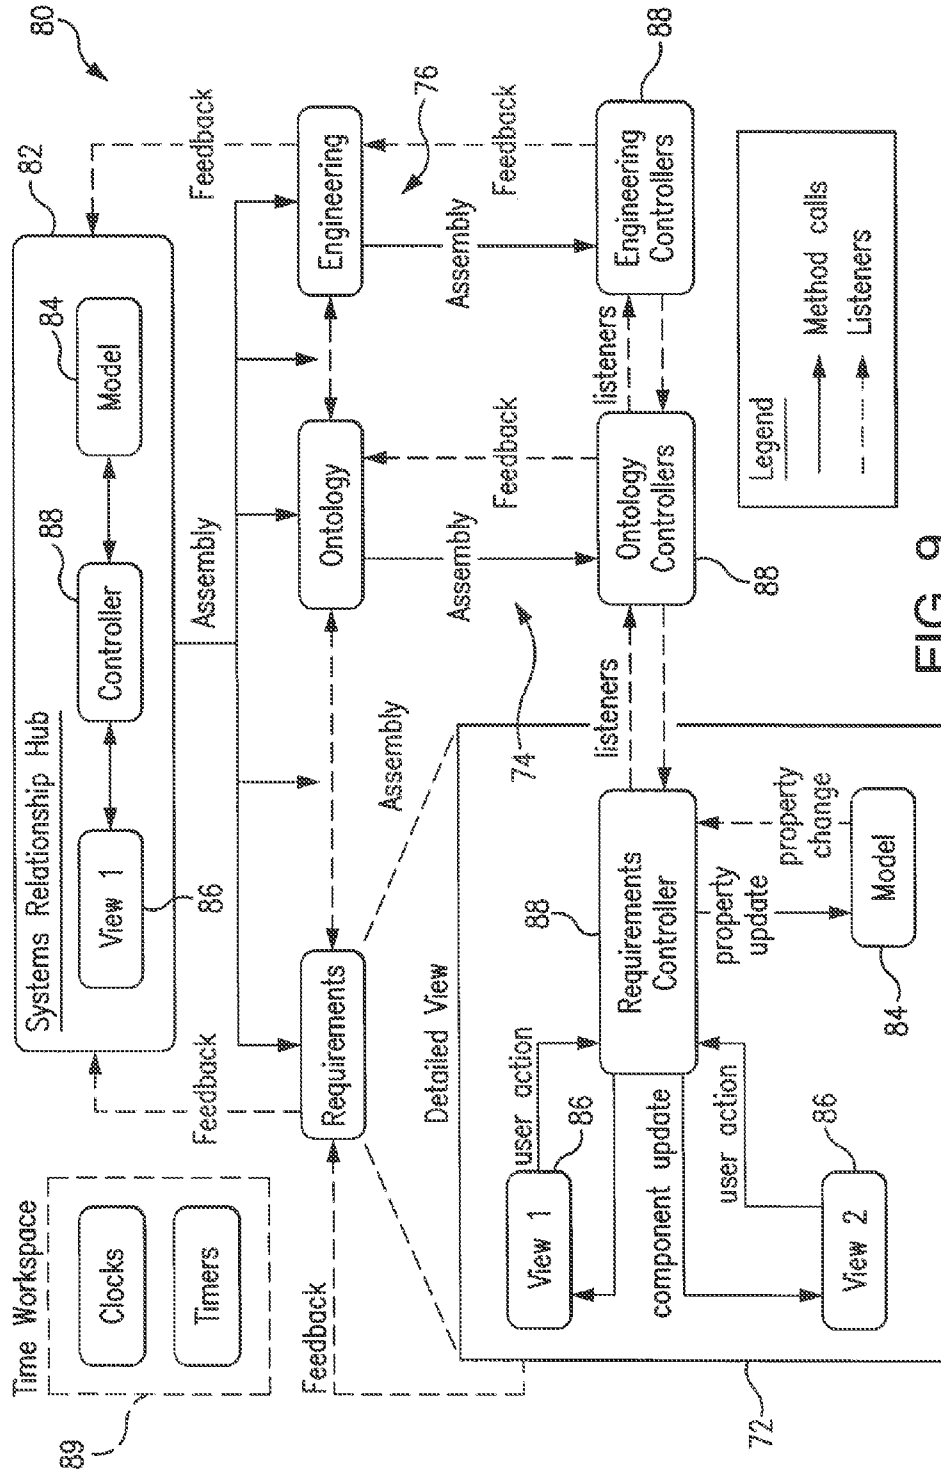 80
Time Workspace
Clocks
Timers
89
Systems Relationship Hub
82
View 1
86
Controller
88
Model
84
Feedback
Assembly
Feedback
Requirements
Ontology
Engineering
76
Feedback
Assembly
Assembly
Feedback
Assembly
Feedback
Detailed View
74
72
View 1
86
user action
component update
user action
View 2
86
Requirements
Controller
88
property
update
property
change
Model
84
listeners
Ontology
Controllers
88
listeners
Engineering
Controllers
88
Legend
Method calls
Listeners
FIG. 9